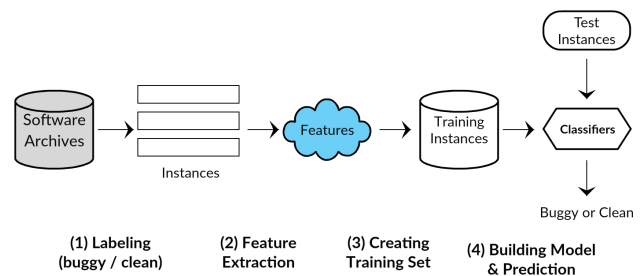 Test
Instances
Software
Archives
Instances
Features
Training
Instances
Classifiers
Buggy or Clean
(1) Labeling
(buggy / clean)
(2) Feature
Extraction
(3) Creating
Training Set
(4) Building Model
& Prediction